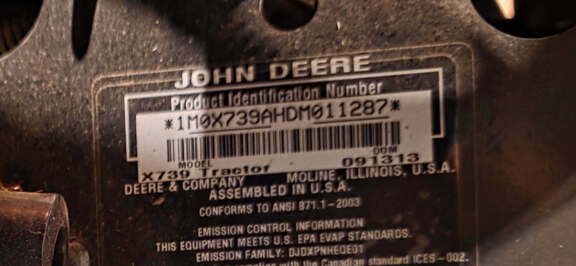 JOHN DEERE
Product Identification Number
*1M0X739AHDM011287*
MODEL DOM
X739 Tractor 091313
DEERE & COMPANY MOLINE, ILLINOIS, U.S.A.
ASSEMBLED IN U.S.A.
CONFORMS TO ANSI B71.1-2003
EMISSION CONTROL INFORMATION
THIS EQUIPMENT MEETS U.S. EPA EVAP STANDARDS.
EMISSION FAMILY: DJDXPNHEQE01
with the Canadian standard ICES-002.